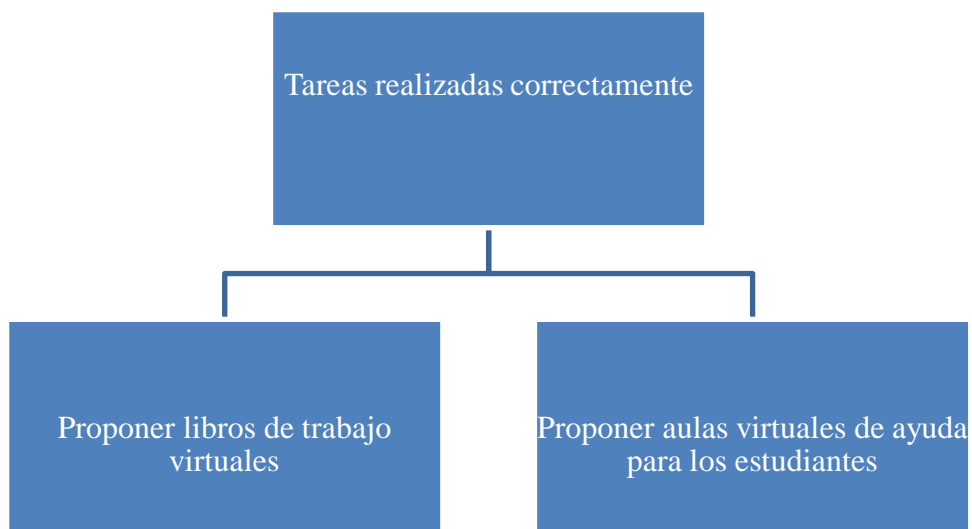 Tareas realizadas correctamente
Proponer libros de trabajo
virtuales
Proponer aulas virtuales de ayuda
para los estudiantes